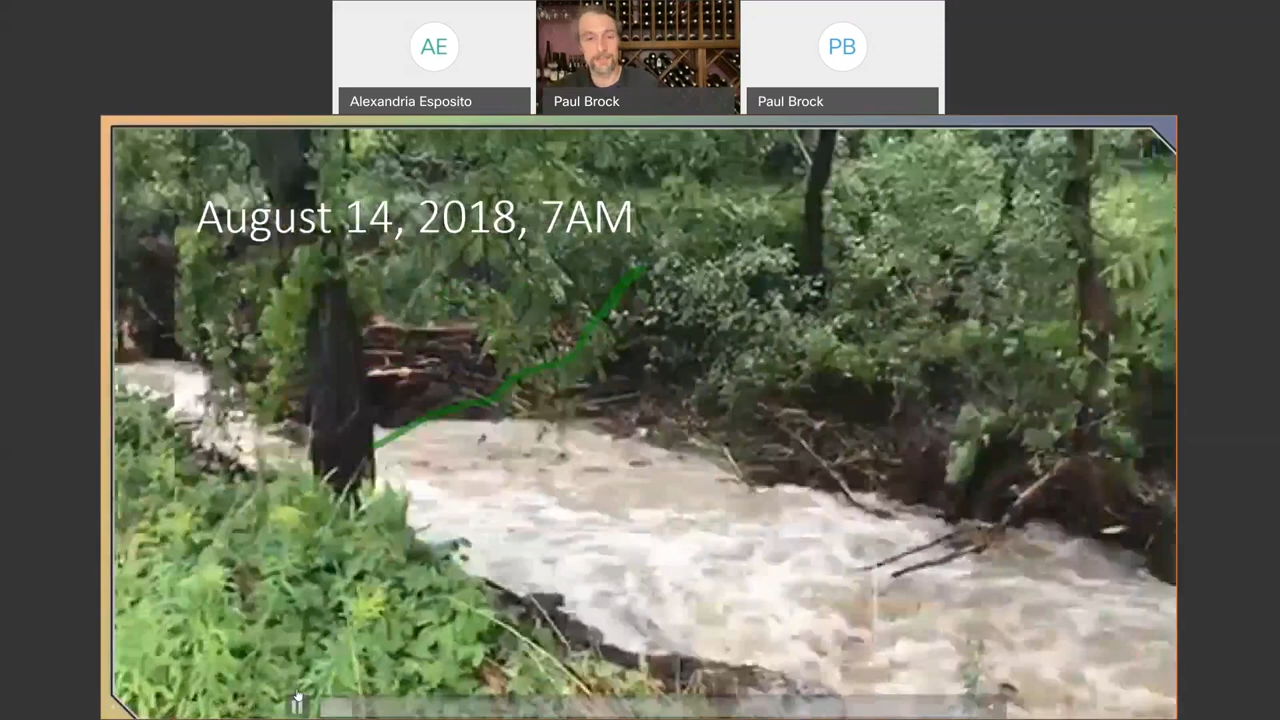 AE
PB
Alexandria Esposito
Paul Brock
Paul Brock
August 14, 2018, 7AM